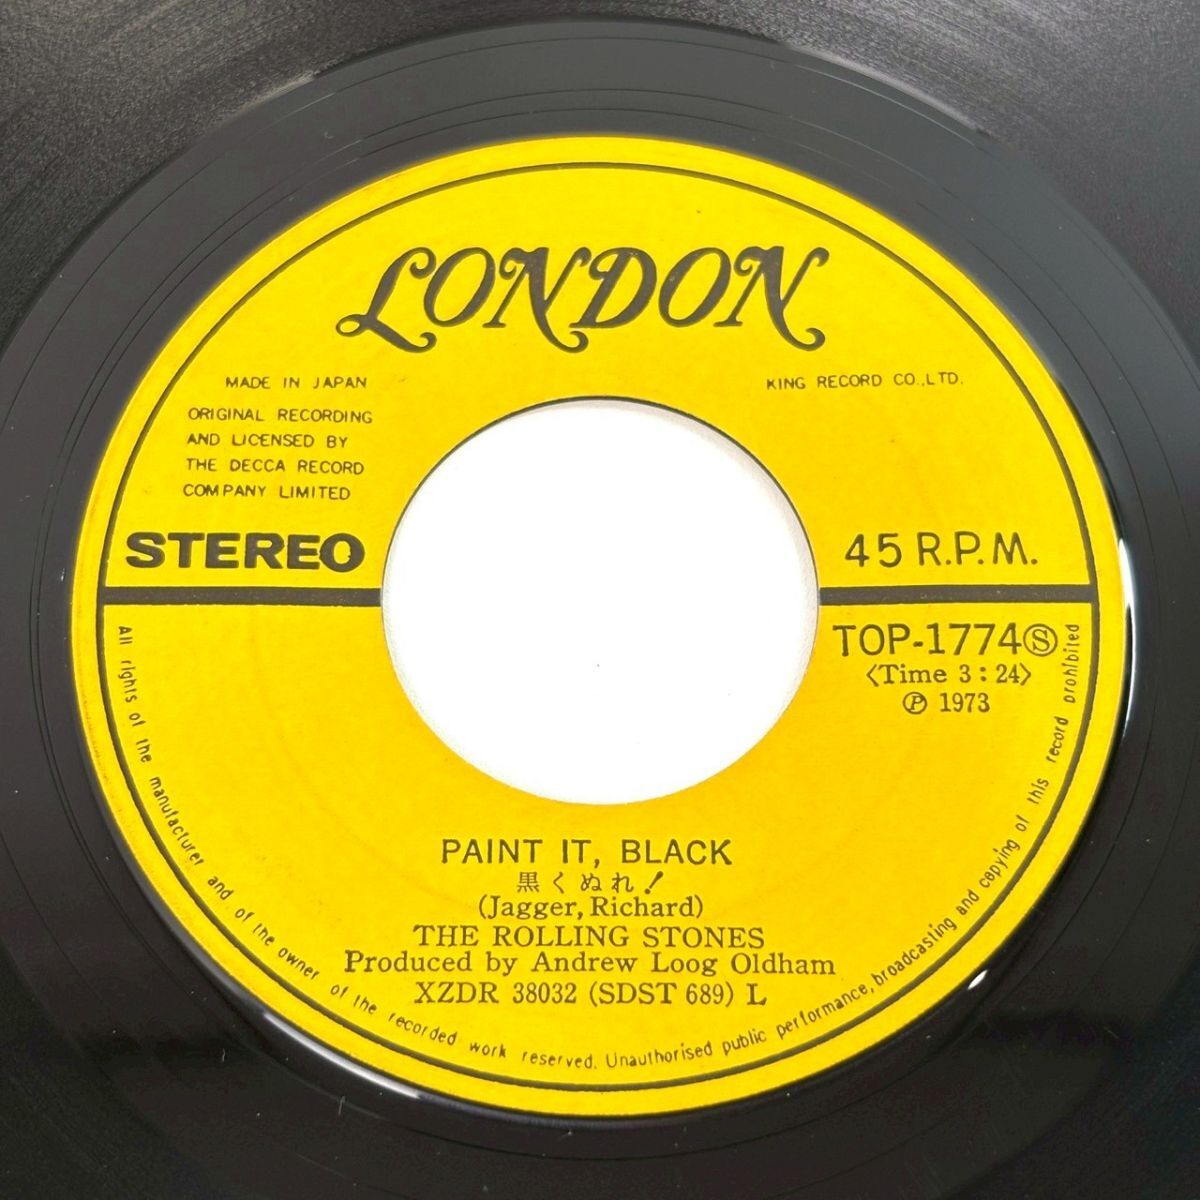 LONDON
MADE IN JAPAN
KING RECORD CO.,LTD.
ORIGINAL RECORDING
AND LICENSED BY
THE DECCA RECORD
COMPANY LIMITED
STEREO
45 R.P.M.
TOP-1774Ⓢ
〈Time 3:24〉
Ⓟ 1973
PAINT IT, BLACK
黒くぬれ!
(Jagger, Richard)
THE ROLLING STONES
Produced by Andrew Loog Oldham
XZDR 38032 (SDST 689) L
All rights of the manufacturer and of the owner of the recorded work reserved. Unauthorised public performance, broadcasting and copying of this record prohibited